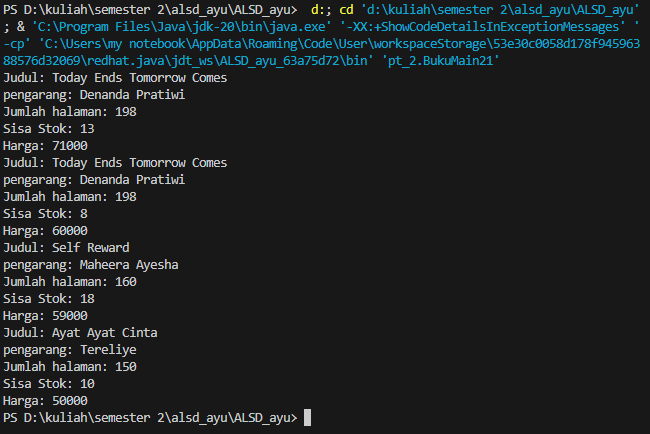 PS D:\kuliah\semester 2\alsd_ayu\ALSD_ayu>  d:; cd 'd:\kuliah\semester 2\alsd_ayu\ALSD_ayu'
; & 'C:\Program Files\Java\jdk-20\bin\java.exe' '-XX:+ShowCodeDetailsInExceptionMessages' '
-cp' 'C:\Users\my notebook\AppData\Roaming\Code\User\workspaceStorage\53e30c0058d178f945963
88576d32069\redhat.java\jdt_ws\ALSD_ayu_63a75d72\bin' 'pt_2.BukuMain21'
Judul: Today Ends Tomorrow Comes
pengarang: Denanda Pratiwi
Jumlah halaman: 198
Sisa Stok: 13
Harga: 71000
Judul: Today Ends Tomorrow Comes
pengarang: Denanda Pratiwi
Jumlah halaman: 198
Sisa Stok: 8
Harga: 60000
Judul: Self Reward
pengarang: Maheera Ayesha
Jumlah halaman: 160
Sisa Stok: 18
Harga: 59000
Judul: Ayat Ayat Cinta
pengarang: Tereliye
Jumlah halaman: 150
Sisa Stok: 10
Harga: 50000
PS D:\kuliah\semester 2\alsd_ayu\ALSD_ayu>